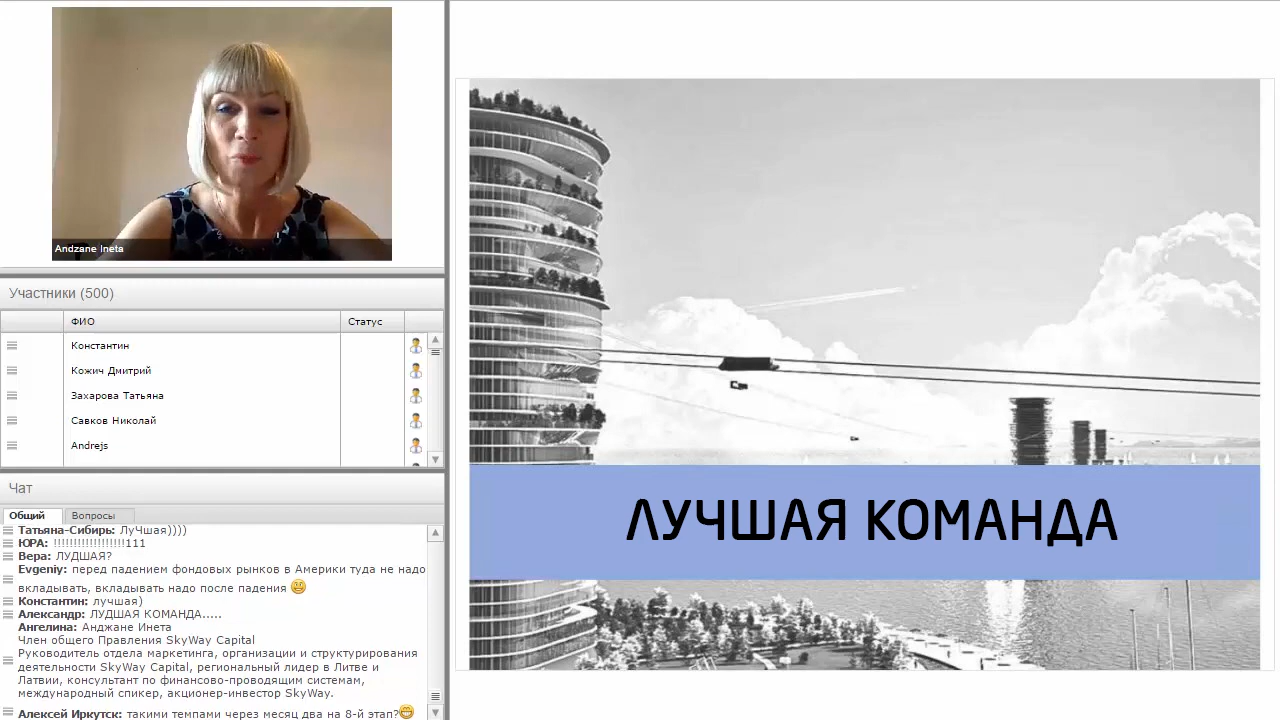 Andzane Ineta
Участники (500)
ФИО
Статус
Константин
Кожич Дмитрий
Захарова Татьяна
Савков Николай
Andrejs
Чат
Общий
Вопросы
Татьяна-Сибирь: ЛуЧшая))))
ЮРА: !!!!!!!!!!!!!!!!!!!111
Вера: ЛУДШАЯ?
Evgeniy: перед падением фондовых рынков в Америки туда не надо
вкладывать, вкладывать надо после падения
Константин: лучшая)
Александр: ЛУДШАЯ КОМАНДА.....
Ангелина: Анджане Инета
Член общего Правления SkyWay Capital
Руководитель отдела маркетинга, организации и структурирования
деятельности SkyWay Capital, региональный лидер в Литве и
Латвии, консультант по финансово-проводящим системам,
международный спикер, акционер-инвестор SkyWay.
Алексей Иркутск: такими темпами через месяц два на 8-й этап?
ЛУЧШАЯ КОМАНДА